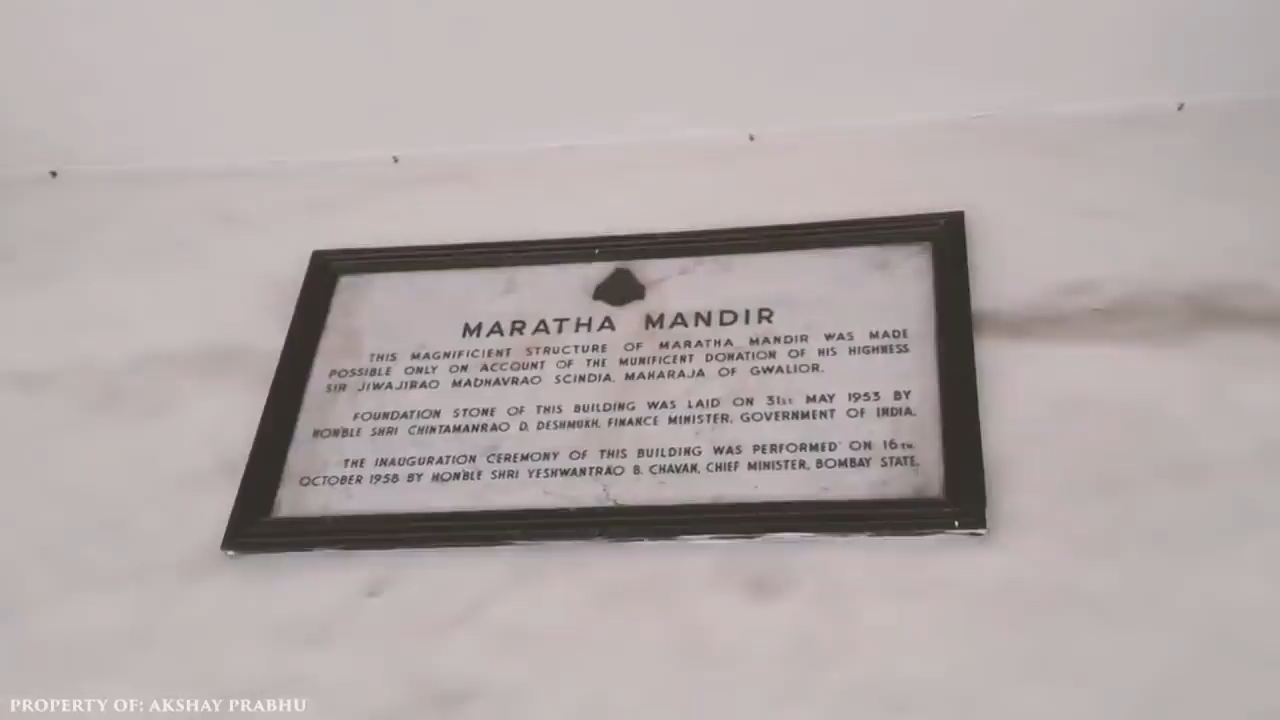 MARATHA MANDIR
THIS MAGNIFICIENT STRUCTURE OF MARATHA MANDIR WAS MADE
POSSIBLE ONLY ON ACCOUNT OF THE MUNIFICENT DONATION OF HIS HIGHNESS
SIR JIWAJIRAO MADHAVRAO SCINDIA, MAHARAJA OF GWALIOR.
FOUNDATION STONE OF THIS BUILDING WAS LAID ON 31st MAY 1953 BY
HON'BLE SHRI CHINTAMANRAO D. DESHMUKH, FINANCE MINISTER, GOVERNMENT OF INDIA.
THE INAUGURATION CEREMONY OF THIS BUILDING WAS PERFORMED ON 16TH
OCTOBER 1958 BY HON'BLE SHRI YESHWANTRAO B. CHAVAN, CHIEF MINISTER, BOMBAY STATE.
PROPERTY OF: AKSHAY PRABHU